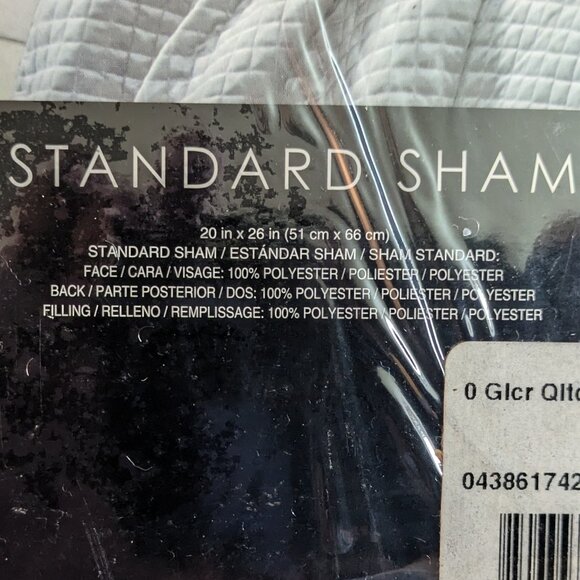 STANDARD SHAM
20 in x 26 in (51 cm x 66 cm)
STANDARD SHAM / ESTÁNDAR SHAM / SHAM STANDARD:
FACE / CARA / VISAGE: 100% POLYESTER / POLIESTER / POLYESTER
BACK / PARTE POSTERIOR / DOS: 100% POLYESTER / POLIESTER / POLYESTER
FILLING / RELLENO / REMPLISSAGE: 100% POLYESTER / POLIESTER / POLYESTER
0 Glcr Qltd
043861742